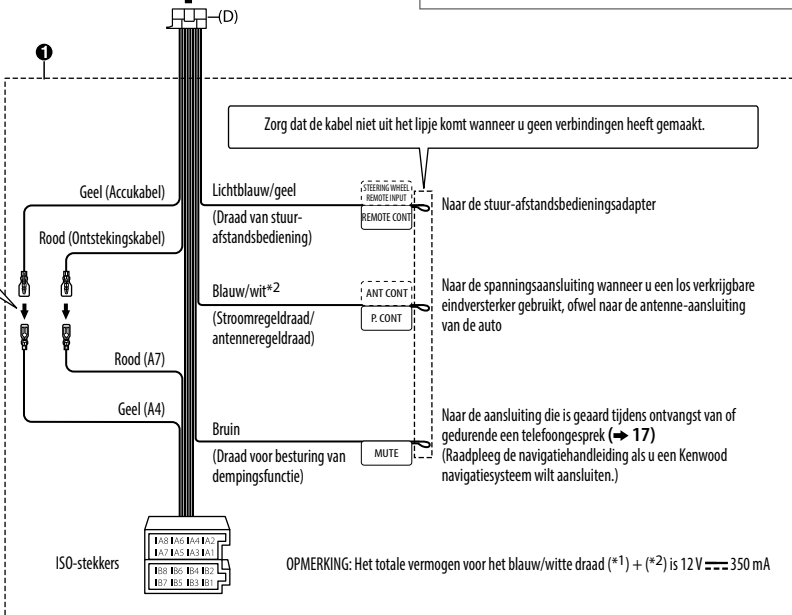 (D)
❶
Zorg dat de kabel niet uit het lipje komt wanneer u geen verbindingen heeft gemaakt.
Geel (Accukabel)
Rood (Ontstekingskabel)
Lichtblauw/geel
(Draad van stuur-
afstandsbediening)
STEERING WHEEL
REMOTE INPUT
REMOTE CONT
Naar de stuur-afstandsbedieningsadapter
Blauw/wit*2
(Stroomregeldraad/
antenneregeldraad)
ANT CONT
P. CONT
Naar de spanningsaansluiting wanneer u een los verkrijgbare
eindversterker gebruikt, ofwel naar de antenne-aansluiting
van de auto
Rood (A7)
Geel (A4)
Bruin
(Draad voor besturing van
dempingsfunctie)
MUTE
Naar de aansluiting die is geaard tijdens ontvangst van of
gedurende een telefoongesprek (➜ 17)
(Raadpleeg de navigatiehandleiding als u een Kenwood
navigatiesysteem wilt aansluiten.)
ISO-stekkers
A8 A6 A4 A2
A7 A5 A3 A1
B8 B6 B4 B2
B7 B5 B3 B1
OPMERKING: Het totale vermogen voor het blauw/witte draad (*1) + (*2) is 12 V ⎓ 350 mA